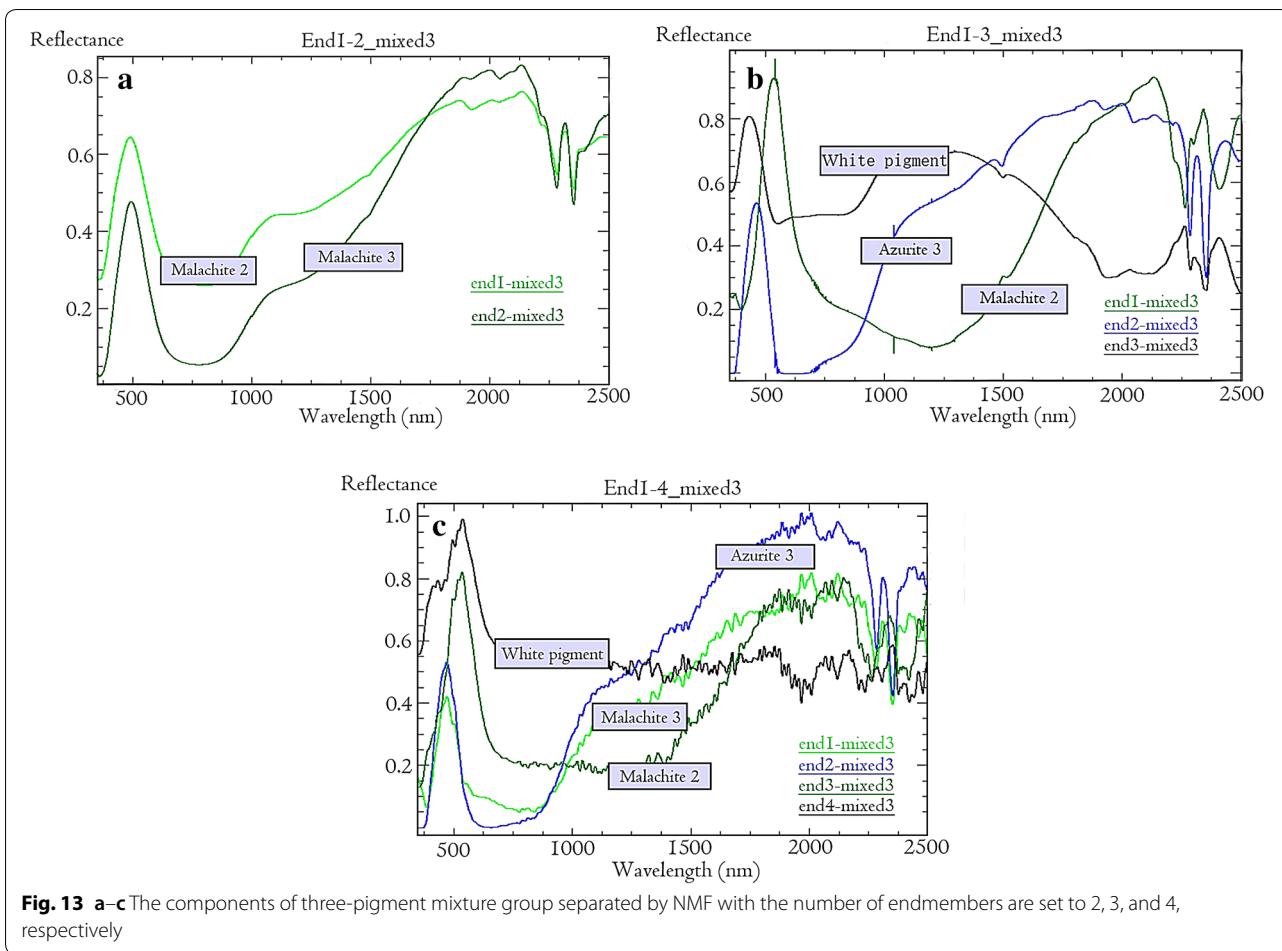 Reflectance
End1-2_mixed3
a
0.8
0.6
0.4
0.2
Malachite 2
Malachite 3
end1-mixed3
end2-mixed3
500 1000 1500 2000 2500
Wavelength (nm)
Reflectance
End1-3_mixed3
b
0.8
0.6
0.4
0.2
White pigment
Azurite 3
Malachite 2
end1-mixed3
end2-mixed3
end3-mixed3
500 1000 1500 2000 2500
Wavelength (nm)
Reflectance
End1-4_mixed3
c
1.0
0.8
0.6
0.4
0.2
Azurite 3
White pigment
Malachite 3
Malachite 2
end1-mixed3
end2-mixed3
end3-mixed3
end4-mixed3
500 1000 1500 2000 2500
Wavelength (nm)
Fig. 13 a–c The components of three-pigment mixture group separated by NMF with the number of endmembers are set to 2, 3, and 4,
respectively